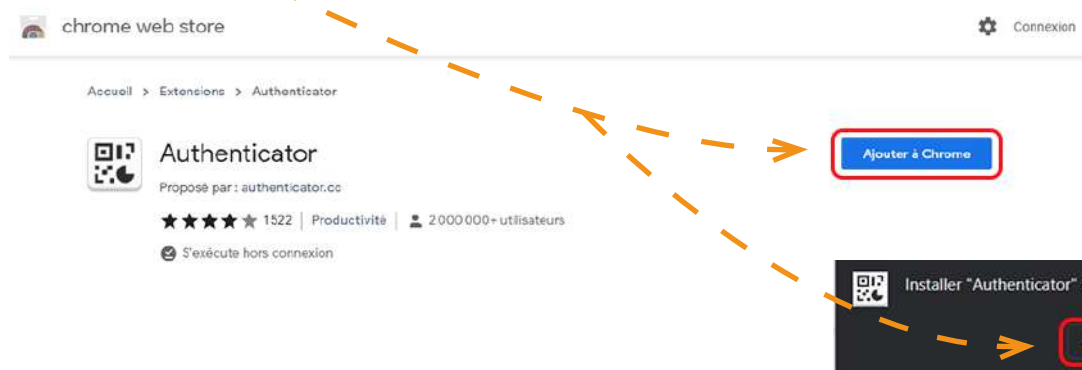 chrome web store
Connexion
Accueil > Extensions > Authenticator
Authenticator
Proposé par : authenticator.cc
1522 | Productivité | 2 000 000+ utilisateurs
S'exécute hors connexion
Ajouter à Chrome
Installer "Authenticator"